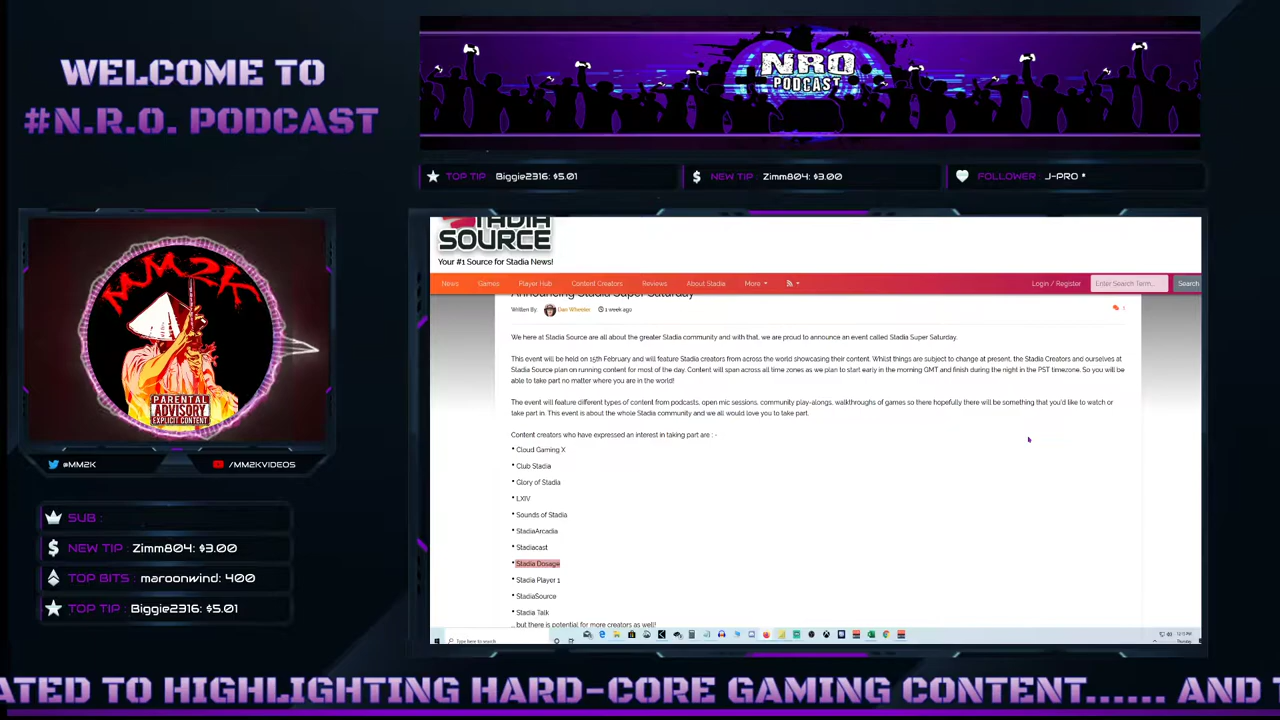 WELCOME TO
#N.R.O. PODCAST
NRO
PODCAST
TOP TIP : Biggie2316: $5.01
NEW TIP : Zimm804: $3.00
FOLLOWER : J-PRO *
MM2K
PARENTAL
ADVISORY
EXPLICIT CONTENT
@MM2K
/MM2KVIDEOS
SUB :
NEW TIP : Zimm804: $3.00
TOP BITS : maroonwind: 400
TOP TIP : Biggie2316: $5.01
STADIA
SOURCE
Your #1 Source for Stadia News!
News Games Player Hub Content Creators Reviews About Stadia More Login / Register Enter Search Term... Search
Announcing Stadia Super Saturday
Written By: Dan Wheeler 1 week ago 1
We here at Stadia Source are all about the greater Stadia community and with that, we are proud to announce an event called Stadia Super Saturday.
This event will be held on 15th February and will feature Stadia creators from across the world showcasing their content. Whilst things are subject to change at present, the Stadia Creators and ourselves at
Stadia Source plan on running content for most of the day. Content will span across all time zones as we plan to start early in the morning GMT and finish during the night in the PST timezone. So you will be
able to take part no matter where you are in the world!
The event will feature different types of content from podcasts, open mic sessions, community play-alongs, walkthroughs of games so there hopefully there will be something that you'd like to watch or
take part in. This event is about the whole Stadia community and we all would love you to take part.
Content creators who have expressed an interest in taking part are : -
• Cloud Gaming X
• Club Stadia
• Glory of Stadia
• LXIV
• Sounds of Stadia
• StadiaArcadia
• Stadiacast
• Stadia Dosage
• Stadia Player 1
• StadiaSource
• Stadia Talk
... but there is potential for more creators as well!
Type here to search
ATED TO HIGHLIGHTING HARD-CORE GAMING CONTENT...... AND T